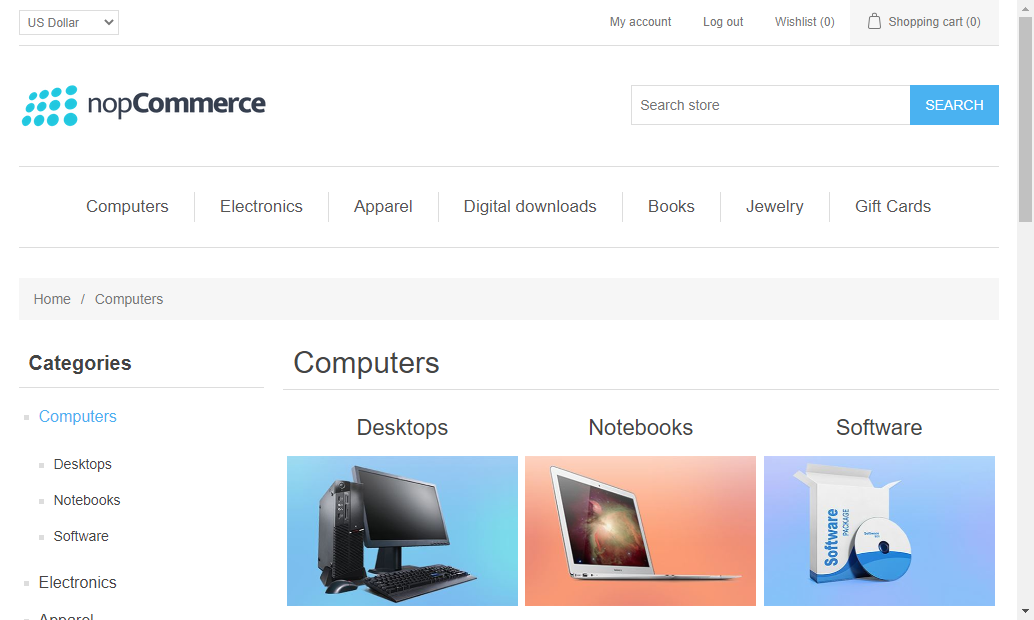 US Dollar
My account
Log out
Wishlist (0)
Shopping cart (0)
nopCommerce
Search store
SEARCH
Computers
Electronics
Apparel
Digital downloads
Books
Jewelry
Gift Cards
Home / Computers
Categories
Computers
Desktops
Notebooks
Software
Electronics
Apparel
Computers
Desktops
Notebooks
Software
Software
PACKAGE